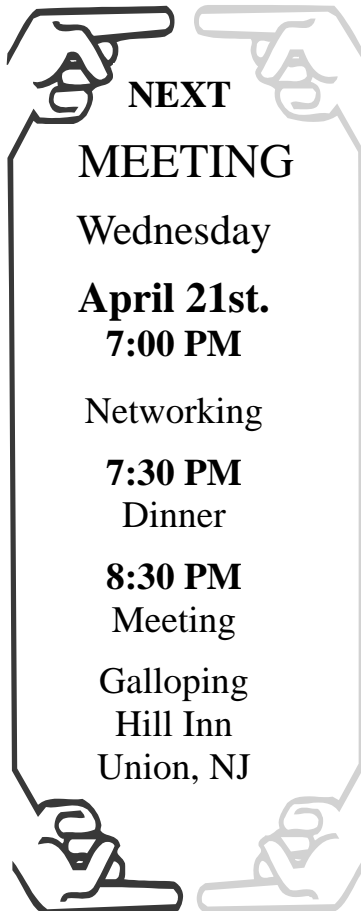 NEXT
MEETING
Wednesday
April 21st.
7:00 PM
Networking
7:30 PM
Dinner
8:30 PM
Meeting
Galloping
Hill Inn
Union, NJ